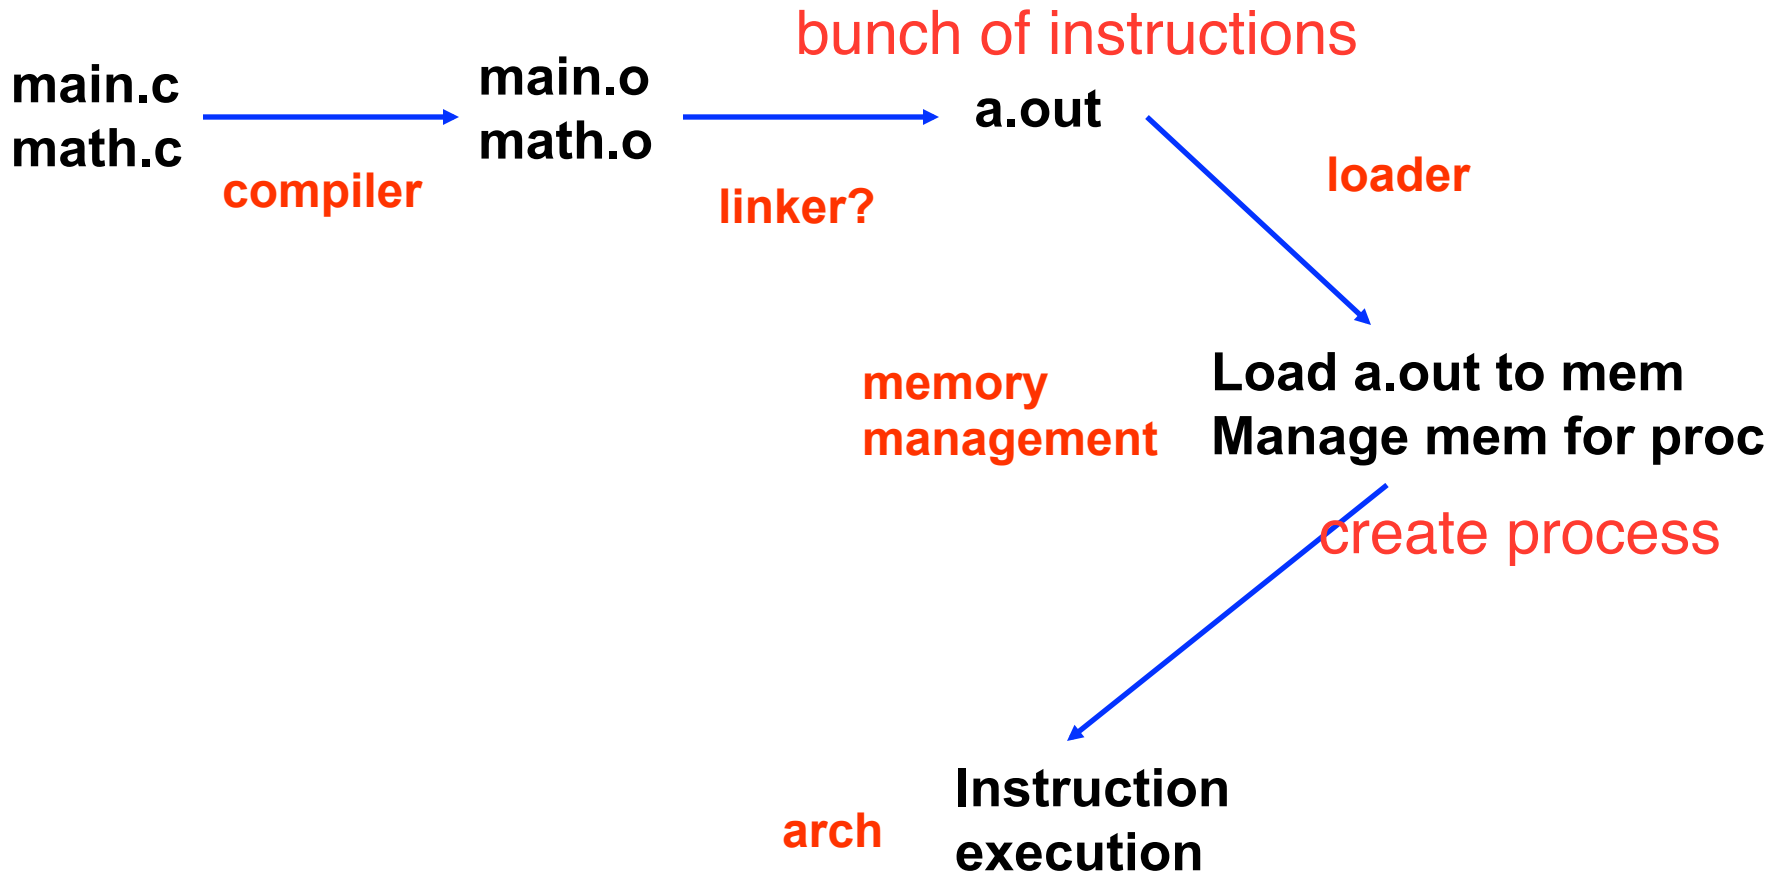 bunch of instructions
main.c
math.c
main.o
math.o
a.out
compiler
linker?
loader
memory
management
Load a.out to mem
Manage mem for proc
create process
Instruction
execution
arch